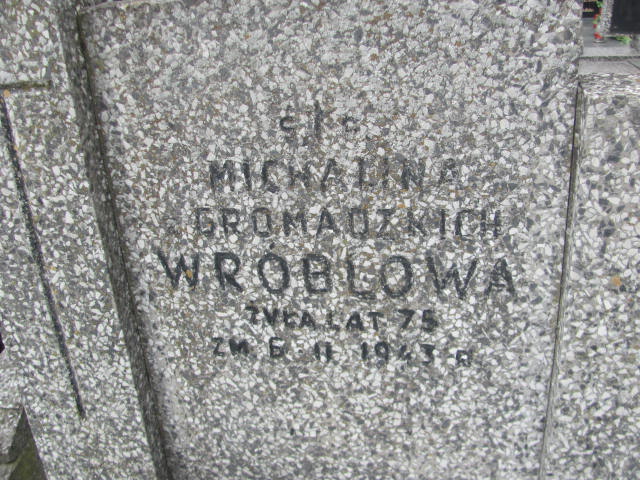 Ś†P.
MICHALINA
GROMADZKICH
WRÓBLOWA
ŻYŁA LAT 75
ZM. 6 II 1943 R